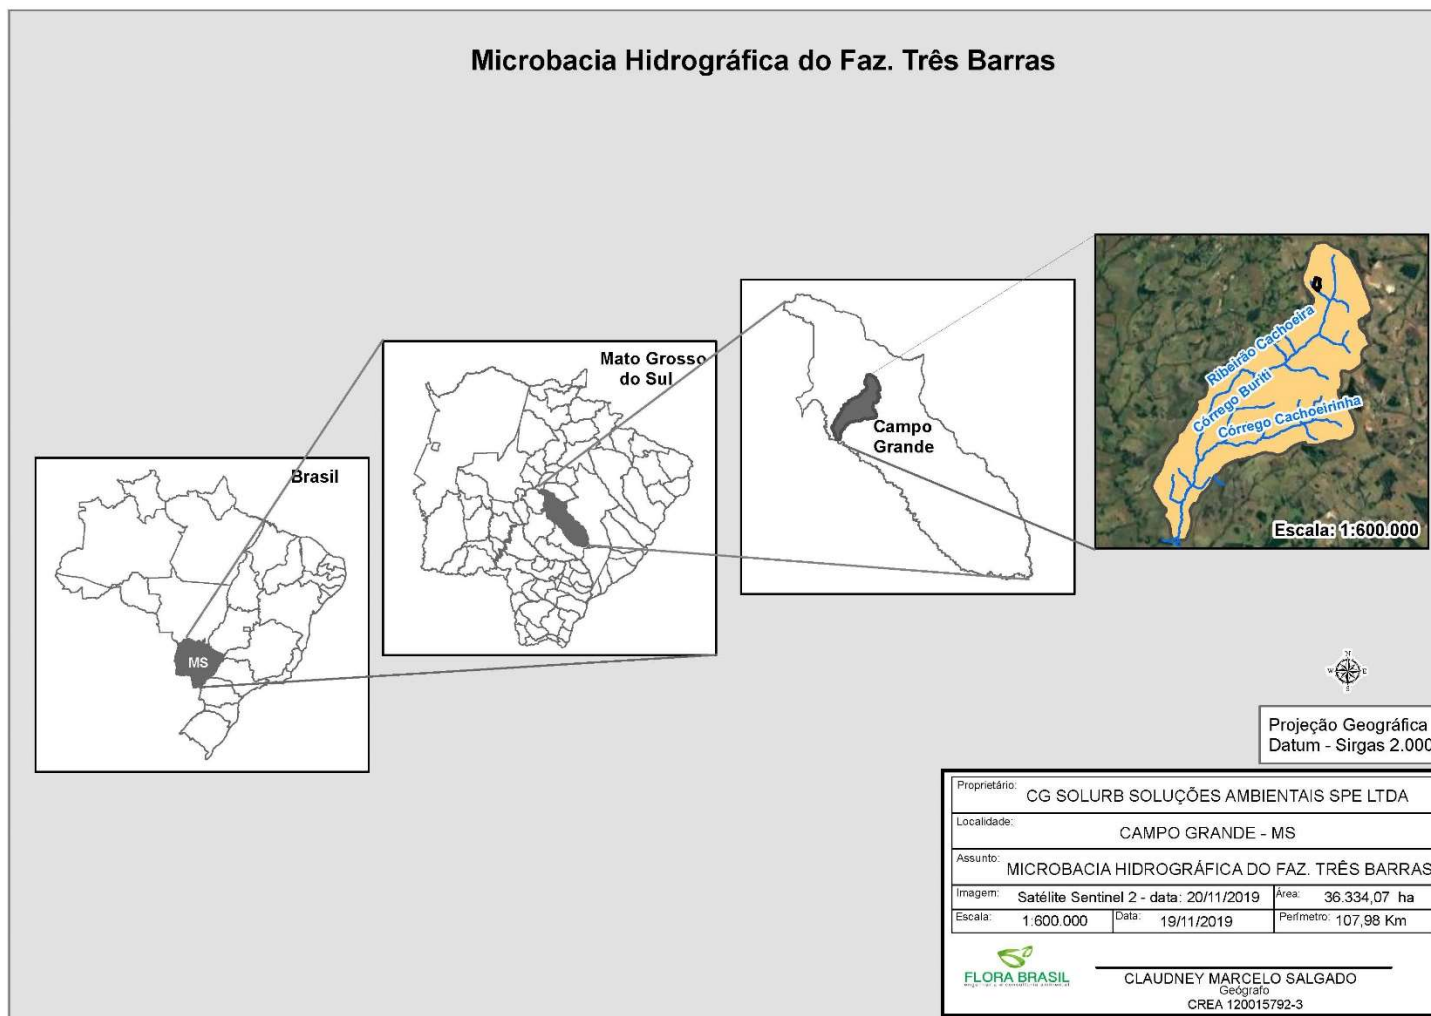 Microbacia Hidrográfica do Faz. Três Barras
Brasil
MS
Mato Grosso
do Sul
Campo
Grande
Ribeirão Cachoeira
Córrego Buriti
Córrego Cachoeirinha
Escala: 1:600.000
N
W E
S
Projeção Geográfica
Datum - Sirgas 2.000
Proprietário: CG SOLURB SOLUÇÕES AMBIENTAIS SPE LTDA
Localidade: CAMPO GRANDE - MS
Assunto: MICROBACIA HIDROGRÁFICA DO FAZ. TRÊS BARRAS
Imagem: Satélite Sentinel 2 - data: 20/11/2019 Área: 36.334,07 ha
Escala: 1:600.000 Data: 19/11/2019 Perímetro: 107,98 Km
FLORA BRASIL
engenharia e consultoria ambiental
CLAUDNEY MARCELO SALGADO
Geógrafo
CREA 120015792-3